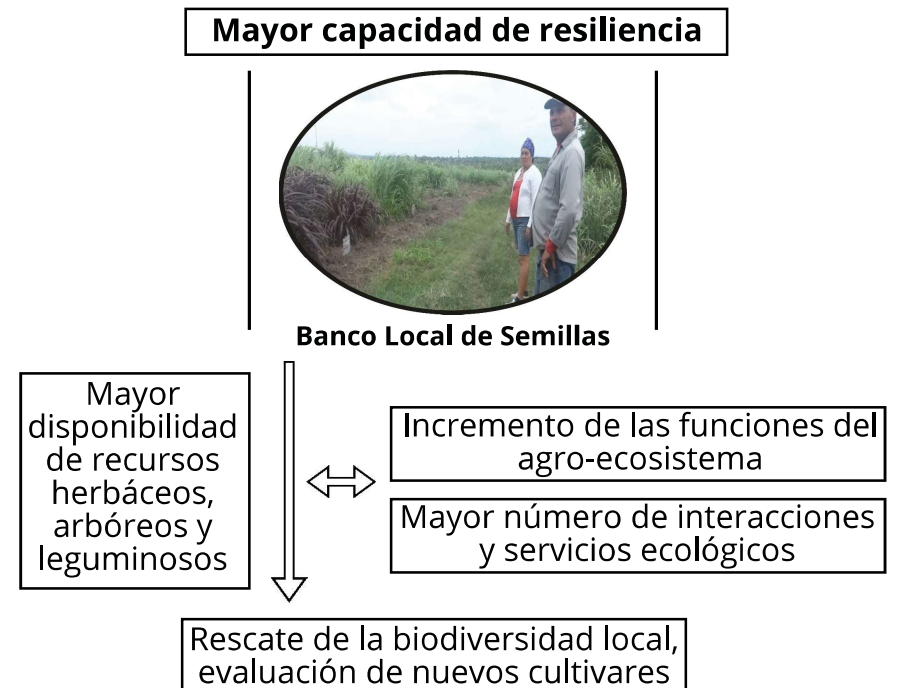 Mayor capacidad de resiliencia
Banco Local de Semillas
Mayor
disponibilidad
de recursos
herbáceos,
arbóreos y
leguminosos
Incremento de las funciones del
agro-ecosistema
Mayor número de interacciones
y servicios ecológicos
Rescate de la biodiversidad local,
evaluación de nuevos cultivares